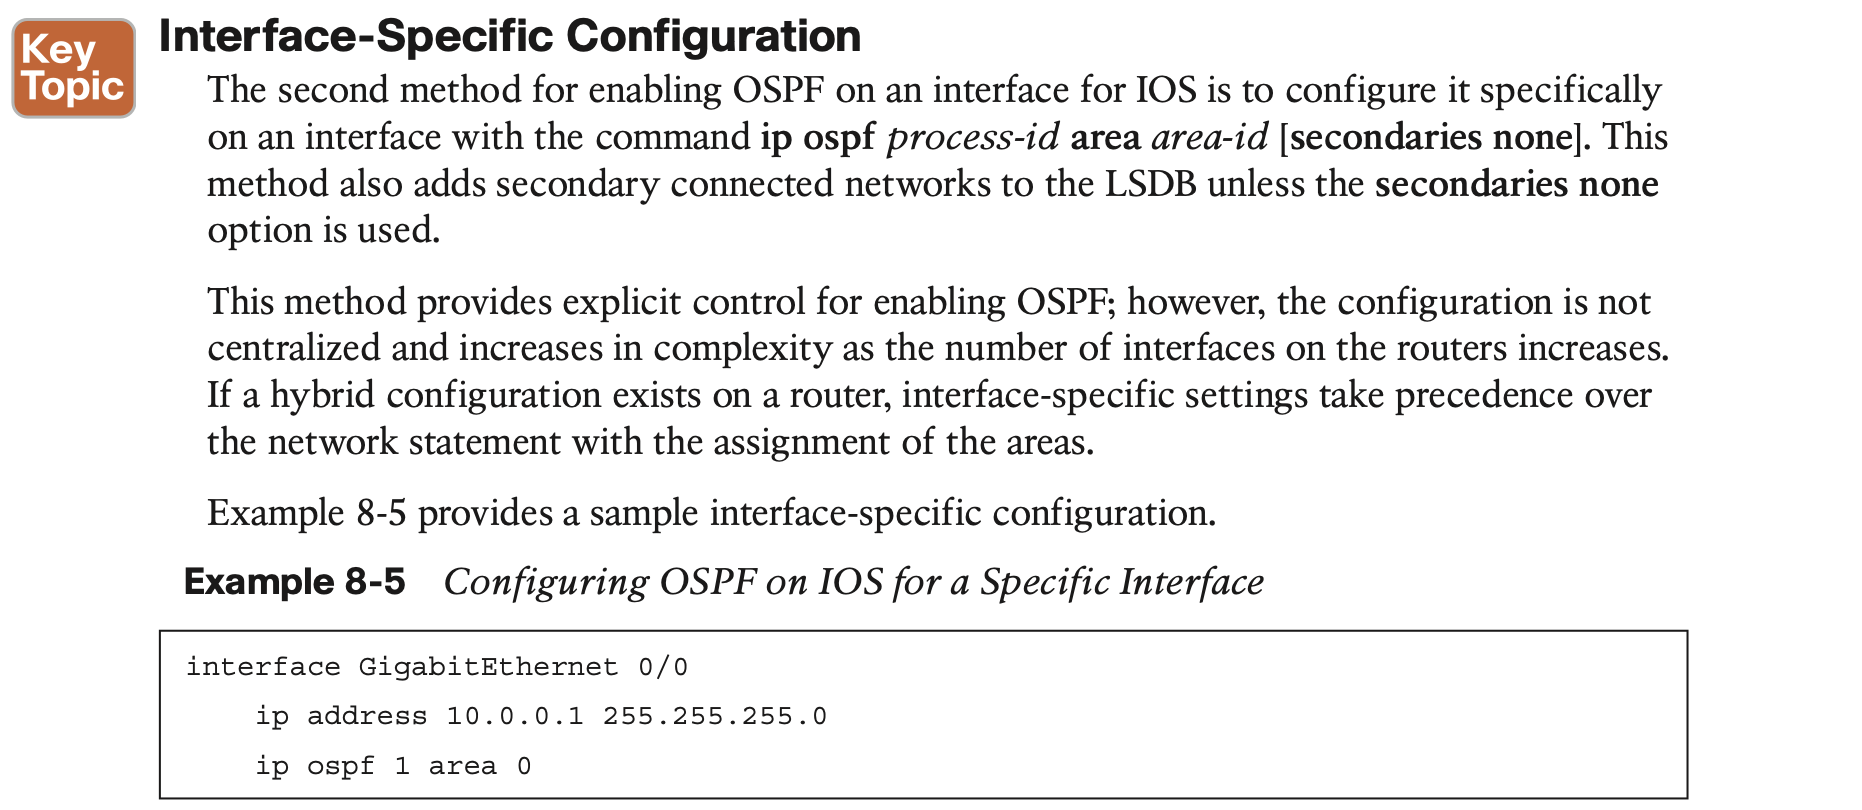 Key
Topic
Interface-Specific Configuration
The second method for enabling OSPF on an interface for IOS is to configure it specifically
on an interface with the command ip ospf process-id area area-id [secondaries none]. This
method also adds secondary connected networks to the LSDB unless the secondaries none
option is used.
This method provides explicit control for enabling OSPF; however, the configuration is not
centralized and increases in complexity as the number of interfaces on the routers increases.
If a hybrid configuration exists on a router, interface-specific settings take precedence over
the network statement with the assignment of the areas.
Example 8-5 provides a sample interface-specific configuration.
Example 8-5 Configuring OSPF on IOS for a Specific Interface
interface GigabitEthernet 0/0
ip address 10.0.0.1 255.255.255.0
ip ospf 1 area 0